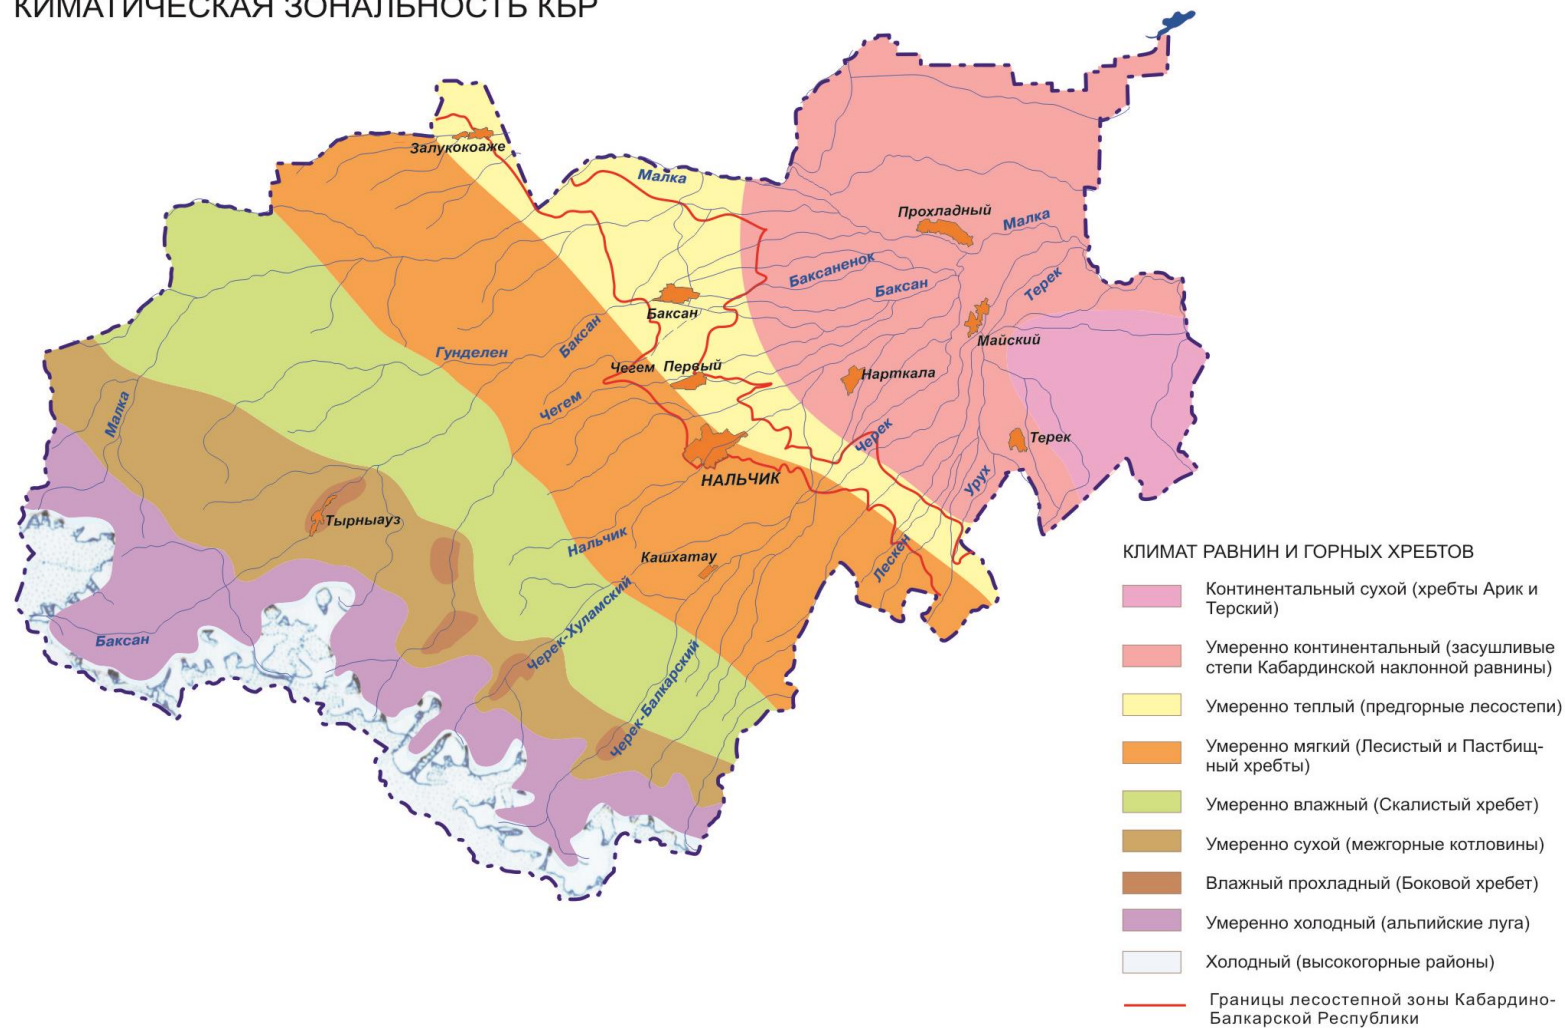 КИМАТИЧЕСКАЯ ЗОНАЛЬНОСТЬ КБР
Залукокоаже
Малка
Прохладный
Малка
Баксаненок
Баксан
Терек
Баксан
Майский
Гунделен
Баксан
Чегем Первый
Нарткала
Чегем
Малка
Черек
Терек
НАЛЬЧИК
Урух
Тырныауз
Нальчик
Кашхатау
Лескен
Черек-Хуламский
Баксан
Черек-Балкарский
КЛИМАТ РАВНИН И ГОРНЫХ ХРЕБТОВ
Континентальный сухой (хребты Арик и
Терский)
Умеренно континентальный (засушливые
степи Кабардинской наклонной равнины)
Умеренно теплый (предгорные лесостепи)
Умеренно мягкий (Лесистый и Пастбищ-
ный хребты)
Умеренно влажный (Скалистый хребет)
Умеренно сухой (межгорные котловины)
Влажный прохладный (Боковой хребет)
Умеренно холодный (альпийские луга)
Холодный (высокогорные районы)
Границы лесостепной зоны Кабардино-
Балкарской Республики